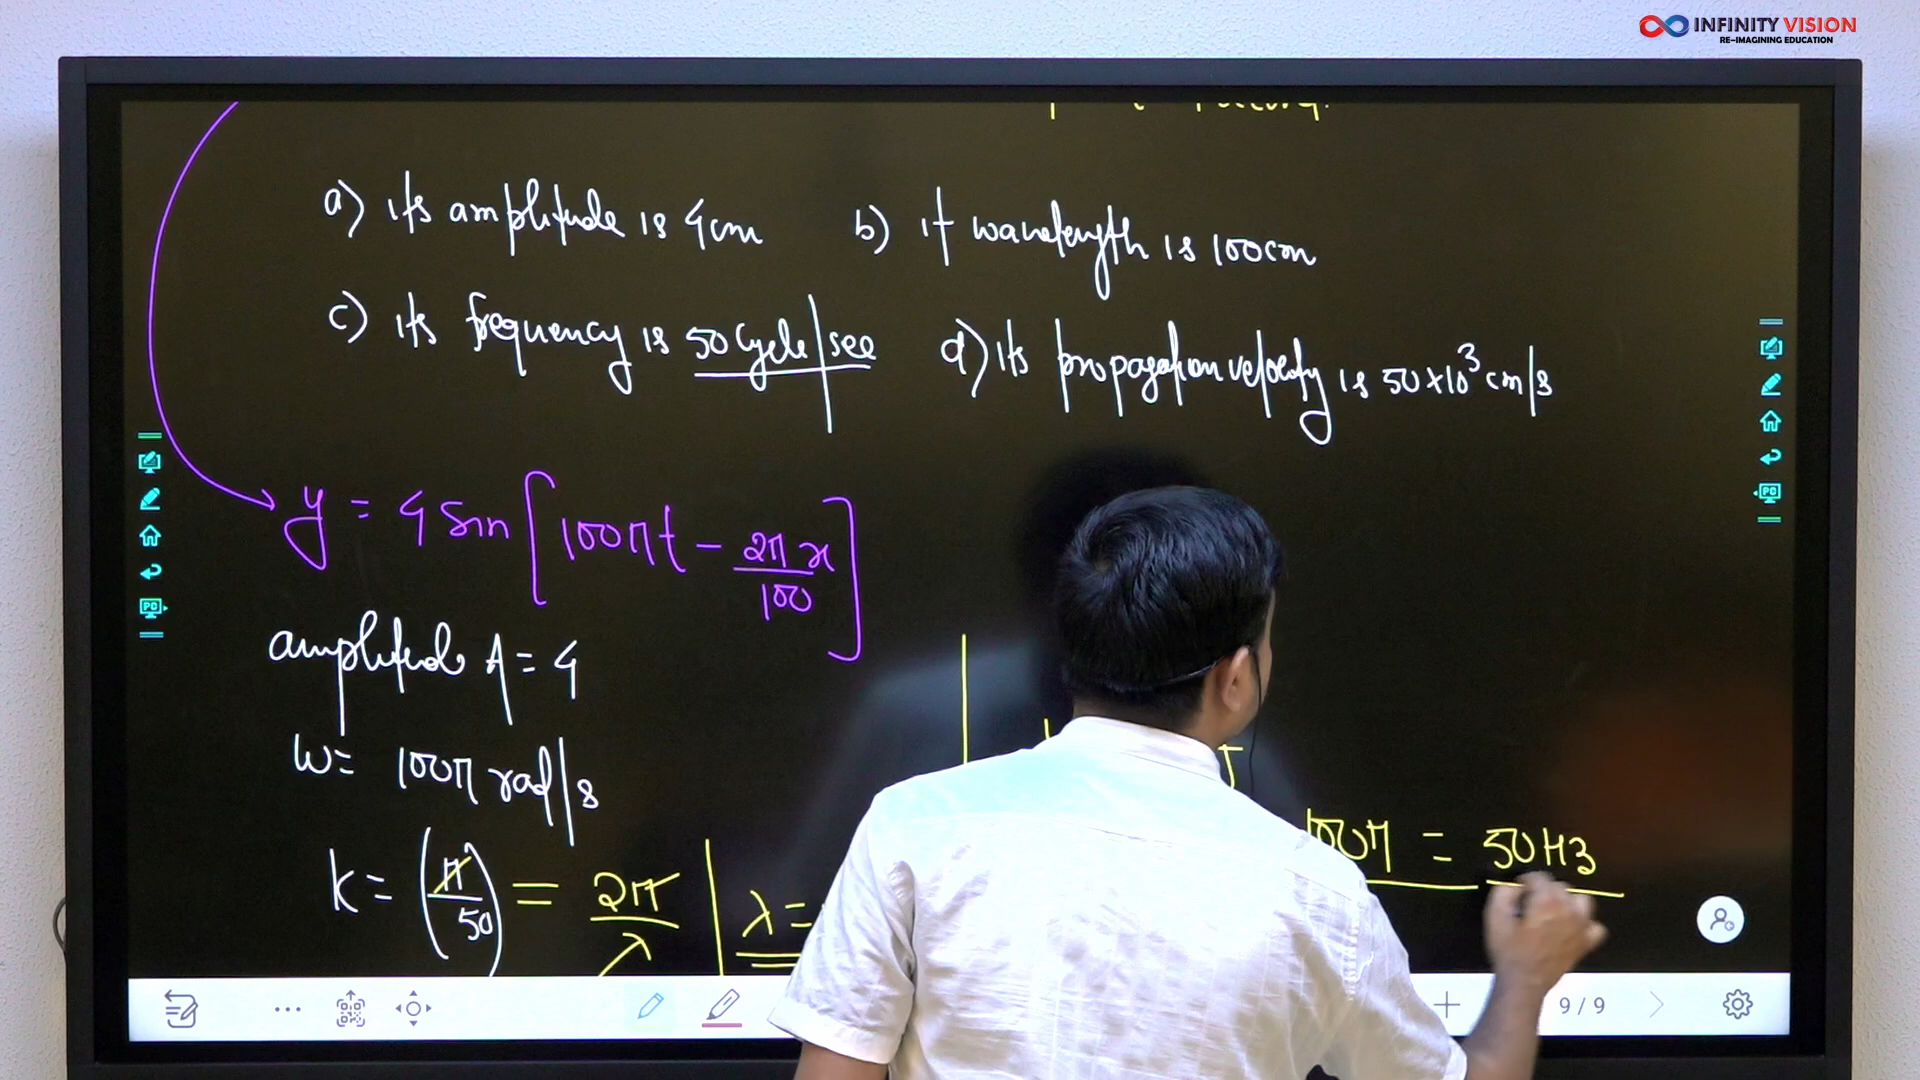 INFINITY VISION
RE-IMAGINING EDUCATION
a) its amplitude is 4cm b) it wavelength is 100cm
c) its frequency is 50 cycle/sec d) its propagation velocity is 50×10³ cm/s
y = 4 sin [100πt - 2πx/100]
amplitud A = 4
w = 100π rad/s
100π = 50Hz
k = (π/50) = 2π/λ | λ =
9 / 9